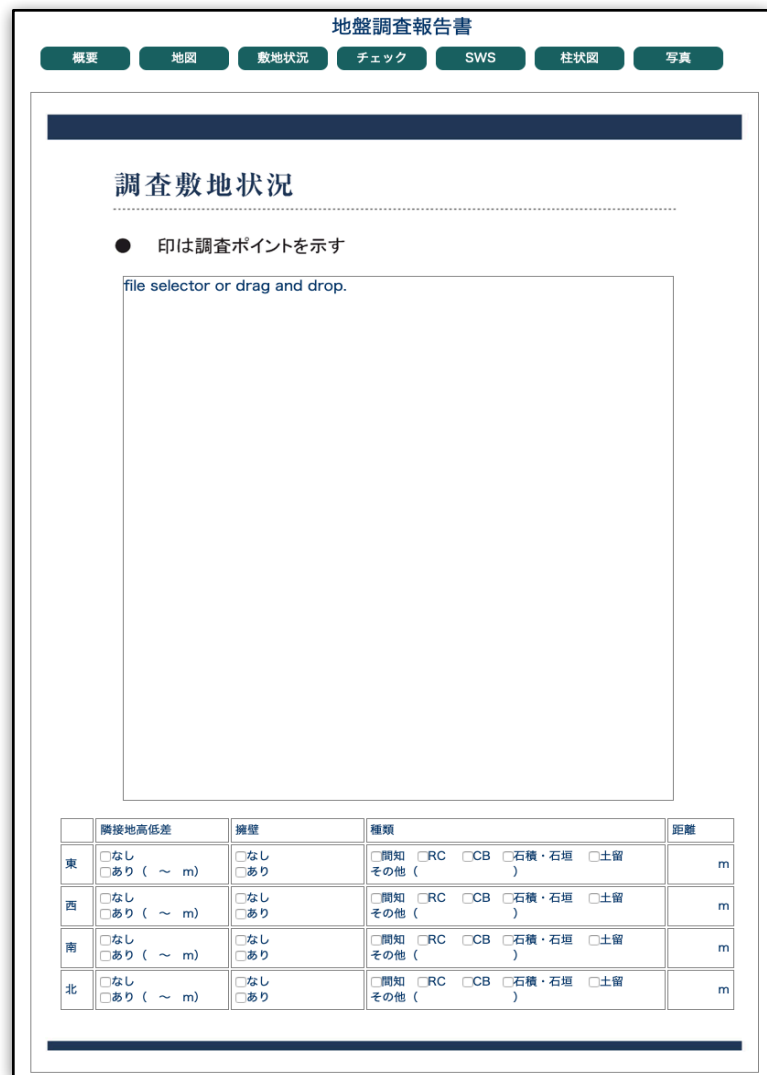 地盤調査報告書
概要 地図 敷地状況 チェック SWS 柱状図 写真
調査敷地状況
● 印は調査ポイントを示す
file selector or drag and drop.
隣接地高低差 擁壁 種類 距離
東 □なし □なし □間知 □RC □CB □石積・石垣 □土留 m
□あり ( ～ m) □あり その他 ( )
西 □なし □なし □間知 □RC □CB □石積・石垣 □土留 m
□あり ( ～ m) □あり その他 ( )
南 □なし □なし □間知 □RC □CB □石積・石垣 □土留 m
□あり ( ～ m) □あり その他 ( )
北 □なし □なし □間知 □RC □CB □石積・石垣 □土留 m
□あり ( ～ m) □あり その他 ( )